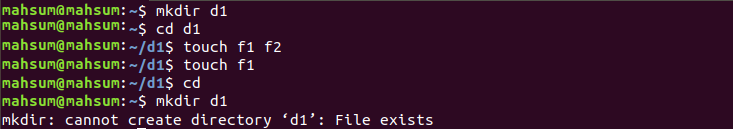 mahsum@mahsum:~$ mkdir d1
mahsum@mahsum:~$ cd d1
mahsum@mahsum:~/d1$ touch f1 f2
mahsum@mahsum:~/d1$ touch f1
mahsum@mahsum:~/d1$ cd
mahsum@mahsum:~$ mkdir d1
mkdir: cannot create directory ‘d1’: File exists